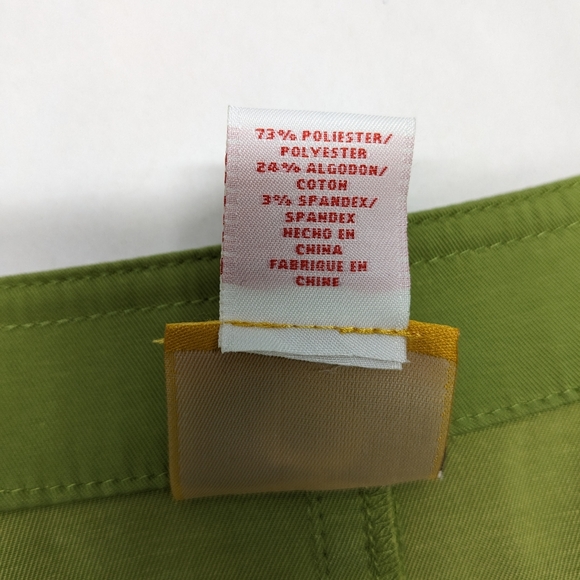 73% POLIESTER/
POLYESTER
24% ALGODON/
COTON
3% SPANDEX/
SPANDEX
HECHO EN
CHINA
FABRIQUE EN
CHINE